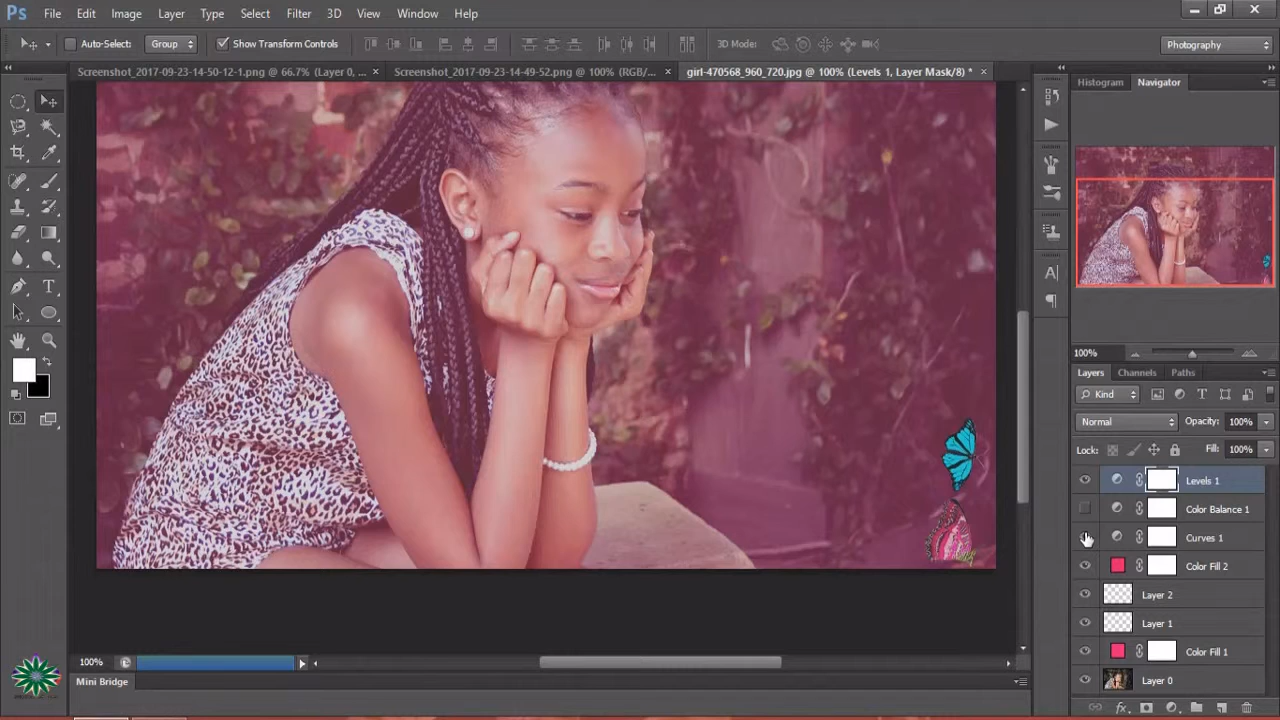 Ps File Edit Image Layer Type Select Filter 3D View Window Help
Auto-Select: Group Show Transform Controls 3D Mode: Photography
Screenshot_2017-09-23-14-50-12-1.png @ 66.7% (Layer 0, ... × Screenshot_2017-09-23-14-49-52.png @ 100% (RGB/... × girl-470568_960_720.jpg @ 100% (Levels 1, Layer Mask/8) * ×
Histogram Navigator
100%
Layers Channels Paths
Kind
Normal Opacity: 100%
Lock: Fill: 100%
Levels 1
Color Balance 1
Curves 1
Color Fill 2
Layer 2
Layer 1
Color Fill 1
Layer 0
100%
Mini Bridge